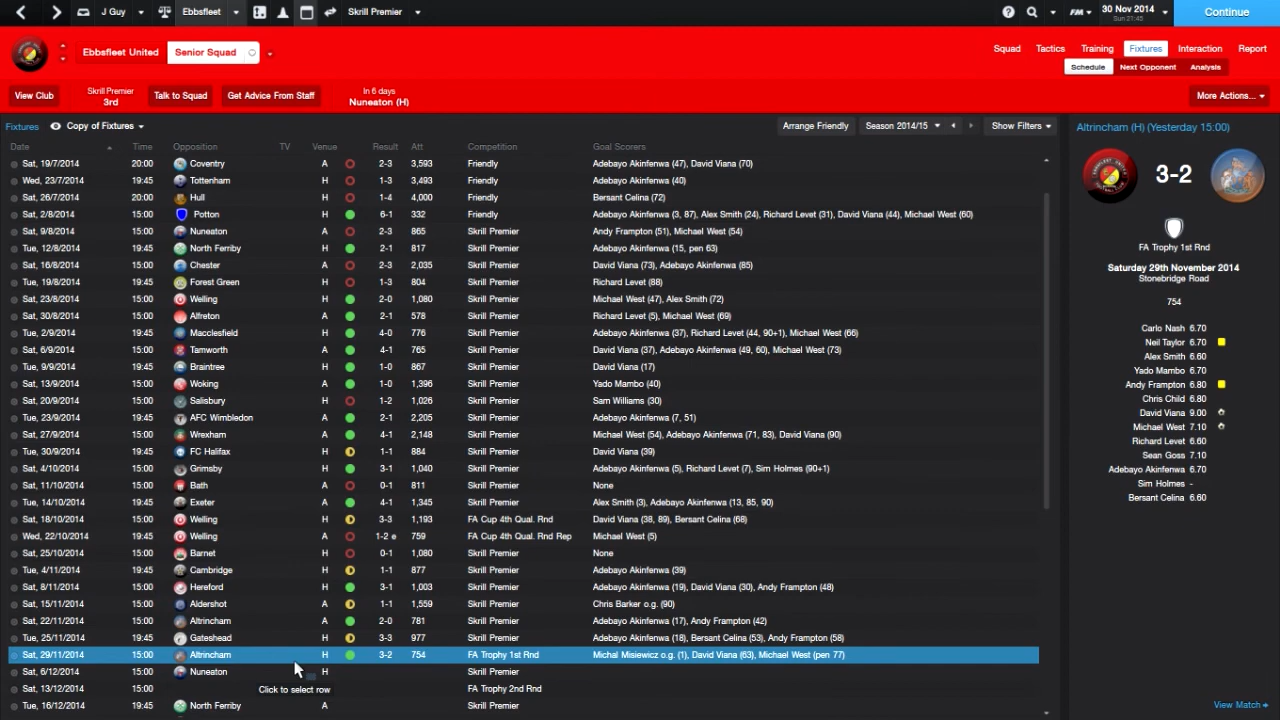 J Guy Ebbsfleet Skrill Premier FM 30 Nov 2014 Sun 21:45 Continue
Ebbsfleet United Senior Squad Squad Tactics Training Fixtures Interaction Report
Schedule Next Opponent Analysis
View Club Skrill Premier 3rd Talk to Squad Get Advice From Staff In 6 days Nuneaton (H) More Actions...
Fixtures Copy of Fixtures Arrange Friendly Season 2014/15 Show Filters
Date Time Opposition TV Venue Result Att Competition Goal Scorers
Sat, 19/7/2014 20:00 Coventry A 2-3 3,593 Friendly Adebayo Akinfenwa (47), David Viana (70)
Wed, 23/7/2014 19:45 Tottenham H 1-3 3,493 Friendly Adebayo Akinfenwa (40)
Sat, 26/7/2014 20:00 Hull H 1-4 4,000 Friendly Bersant Celina (72)
Sat, 2/8/2014 15:00 Potton H 6-1 332 Friendly Adebayo Akinfenwa (3, 87), Alex Smith (24), Richard Levet (31), David Viana (44), Michael West (60)
Sat, 9/8/2014 15:00 Nuneaton A 2-3 865 Skrill Premier Andy Frampton (51), Michael West (54)
Tue, 12/8/2014 19:45 North Ferriby H 2-1 817 Skrill Premier Adebayo Akinfenwa (15, pen 63)
Sat, 16/8/2014 15:00 Chester A 2-3 2,035 Skrill Premier David Viana (73), Adebayo Akinfenwa (85)
Tue, 19/8/2014 19:45 Forest Green H 1-3 804 Skrill Premier Richard Levet (88)
Sat, 23/8/2014 15:00 Welling H 2-0 1,080 Skrill Premier Michael West (47), Alex Smith (72)
Sat, 30/8/2014 15:00 Alfreton A 2-1 578 Skrill Premier Richard Levet (5), Michael West (69)
Tue, 2/9/2014 19:45 Macclesfield H 4-0 776 Skrill Premier Adebayo Akinfenwa (37), Richard Levet (44, 90+1), Michael West (66)
Sat, 6/9/2014 15:00 Tamworth A 4-1 765 Skrill Premier David Viana (37), Adebayo Akinfenwa (49, 60), Michael West (73)
Tue, 9/9/2014 19:45 Braintree H 1-0 867 Skrill Premier David Viana (17)
Sat, 13/9/2014 15:00 Woking A 1-0 1,396 Skrill Premier Yado Mambo (40)
Sat, 20/9/2014 15:00 Salisbury H 1-2 1,026 Skrill Premier Sam Williams (30)
Tue, 23/9/2014 19:45 AFC Wimbledon A 2-1 2,205 Skrill Premier Adebayo Akinfenwa (7, 51)
Sat, 27/9/2014 15:00 Wrexham A 4-1 2,148 Skrill Premier Michael West (54), Adebayo Akinfenwa (71, 83), David Viana (90)
Tue, 30/9/2014 19:45 FC Halifax H 1-1 884 Skrill Premier David Viana (39)
Sat, 4/10/2014 15:00 Grimsby H 3-1 1,040 Skrill Premier Adebayo Akinfenwa (5), Richard Levet (7), Sim Holmes (90+1)
Sat, 11/10/2014 15:00 Bath A 0-1 811 Skrill Premier None
Tue, 14/10/2014 19:45 Exeter A 4-1 1,345 Skrill Premier Alex Smith (3), Adebayo Akinfenwa (13, 85, 90)
Sat, 18/10/2014 15:00 Welling H 3-3 1,193 FA Cup 4th Qual. Rnd David Viana (38, 89), Bersant Celina (68)
Wed, 22/10/2014 19:45 Welling A 1-2 e 759 FA Cup 4th Qual. Rnd Rep Michael West (5)
Sat, 25/10/2014 15:00 Barnet H 0-1 1,080 Skrill Premier None
Tue, 4/11/2014 19:45 Cambridge H 1-1 877 Skrill Premier Adebayo Akinfenwa (39)
Sat, 8/11/2014 15:00 Hereford H 3-1 1,003 Skrill Premier Adebayo Akinfenwa (19), David Viana (30), Andy Frampton (48)
Sat, 15/11/2014 15:00 Aldershot A 1-1 1,559 Skrill Premier Chris Barker o.g. (90)
Sat, 22/11/2014 15:00 Altrincham A 2-0 781 Skrill Premier Adebayo Akinfenwa (17), Andy Frampton (42)
Tue, 25/11/2014 19:45 Gateshead H 3-3 977 Skrill Premier Adebayo Akinfenwa (18), Bersant Celina (53), Andy Frampton (58)
Sat, 29/11/2014 15:00 Altrincham H 3-2 754 FA Trophy 1st Rnd Michal Misiewicz o.g. (1), David Viana (63), Michael West (pen 77)
Sat, 6/12/2014 15:00 Nuneaton H Skrill Premier
Sat, 13/12/2014 15:00 FA Trophy 2nd Rnd
Click to select row
Tue, 16/12/2014 19:45 North Ferriby A Skrill Premier
Altrincham (H) (Yesterday 15:00)
3-2
FA Trophy 1st Rnd
Saturday 29th November 2014
Stonebridge Road
754
Carlo Nash 6.70
Neil Taylor 6.70
Alex Smith 6.60
Yado Mambo 6.70
Andy Frampton 6.80
Chris Child 6.80
David Viana 9.00
Michael West 7.10
Richard Levet 6.60
Sean Goss 7.10
Adebayo Akinfenwa 6.70
Sim Holmes -
Bersant Celina 6.60
View Match